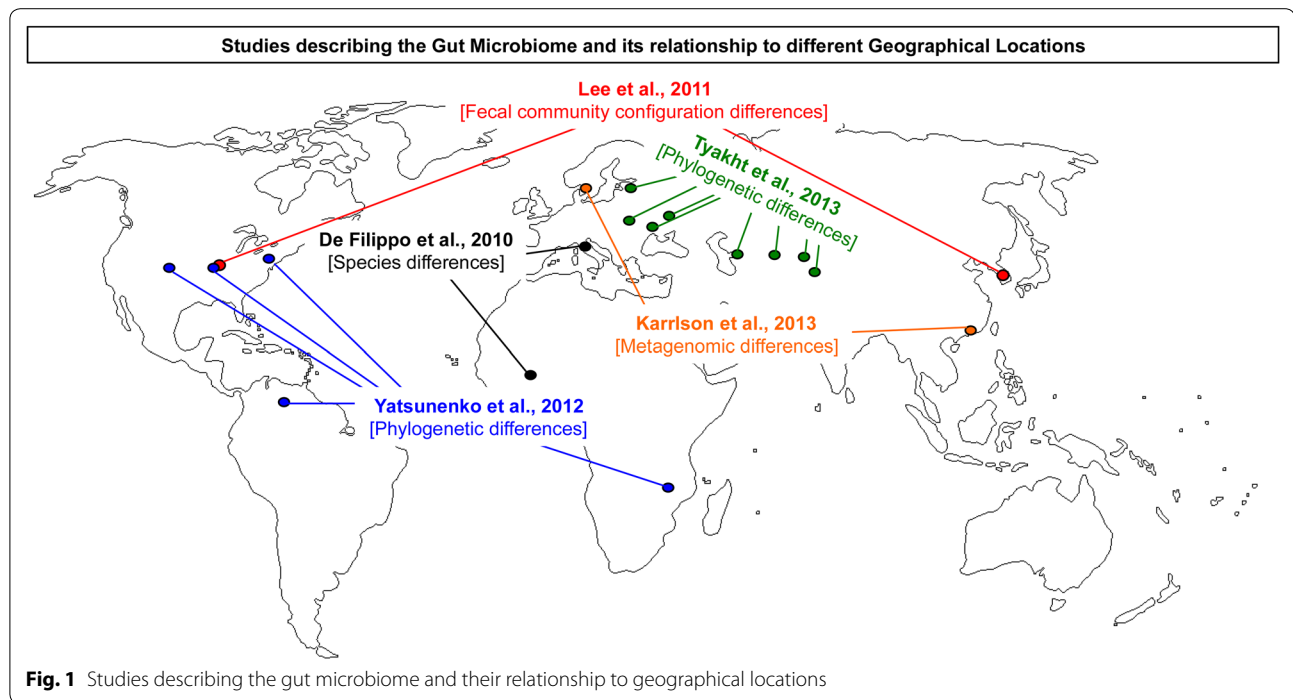 Studies describing the Gut Microbiome and its relationship to different Geographical Locations
Lee et al., 2011
[Fecal community configuration differences]
Tyakht et al., 2013
[Phylogenetic differences]
De Filippo et al., 2010
[Species differences]
Karrlson et al., 2013
[Metagenomic differences]
Yatsunenko et al., 2012
[Phylogenetic differences]
Fig. 1 Studies describing the gut microbiome and their relationship to geographical locations